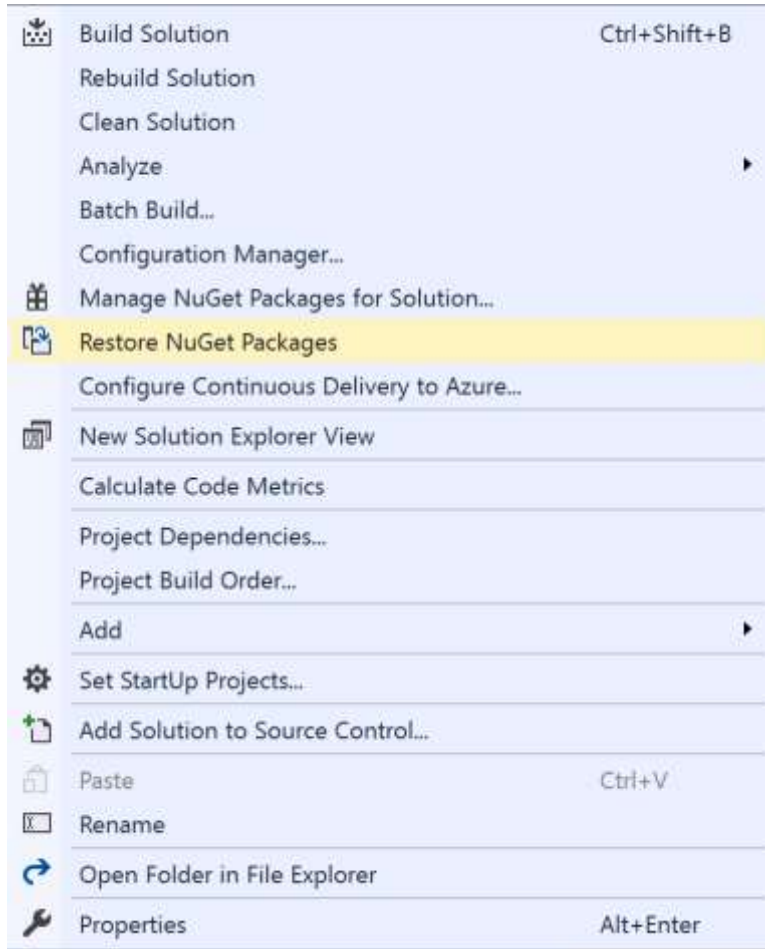 Build Solution Ctrl+Shift+B
Rebuild Solution
Clean Solution
Analyze
Batch Build...
Configuration Manager...
Manage NuGet Packages for Solution...
Restore NuGet Packages
Configure Continuous Delivery to Azure...
New Solution Explorer View
Calculate Code Metrics
Project Dependencies...
Project Build Order...
Add
Set StartUp Projects...
Add Solution to Source Control...
Paste Ctrl+V
Rename
Open Folder in File Explorer
Properties Alt+Enter